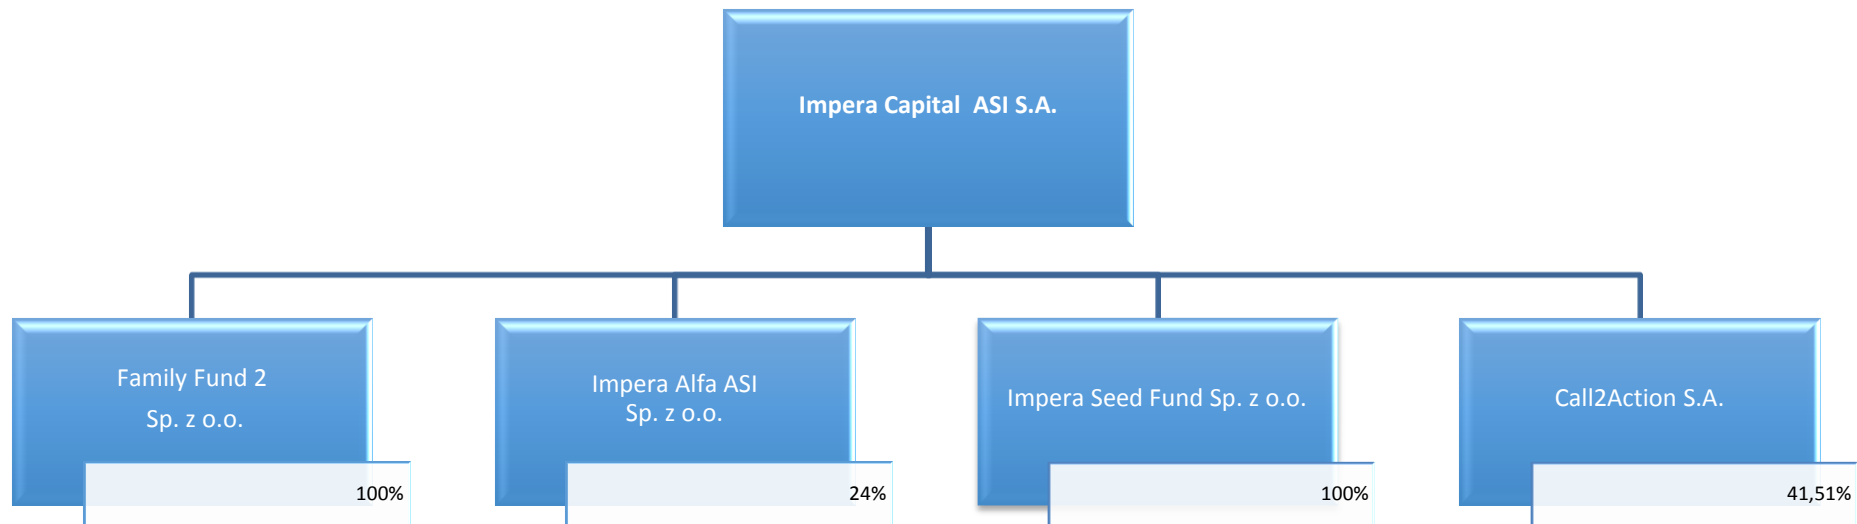 Impera Capital  ASI S.A.
Family Fund 2
Sp. z o.o.
100%
Impera Alfa ASI
Sp. z o.o.
24%
Impera Seed Fund Sp. z o.o.
100%
Call2Action S.A.
41,51%